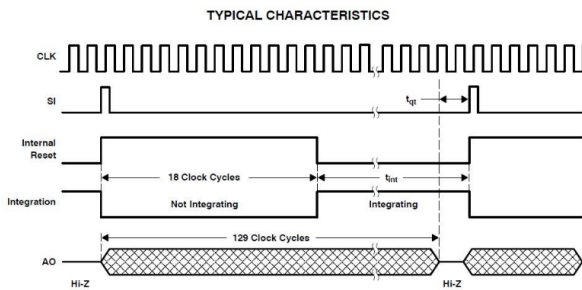 TYPICAL CHARACTERISTICS
CLK
SI
tqt
Internal
Reset
18 Clock Cycles
tint
Integration
Not Integrating
Integrating
129 Clock Cycles
AO
Hi-Z
Hi-Z